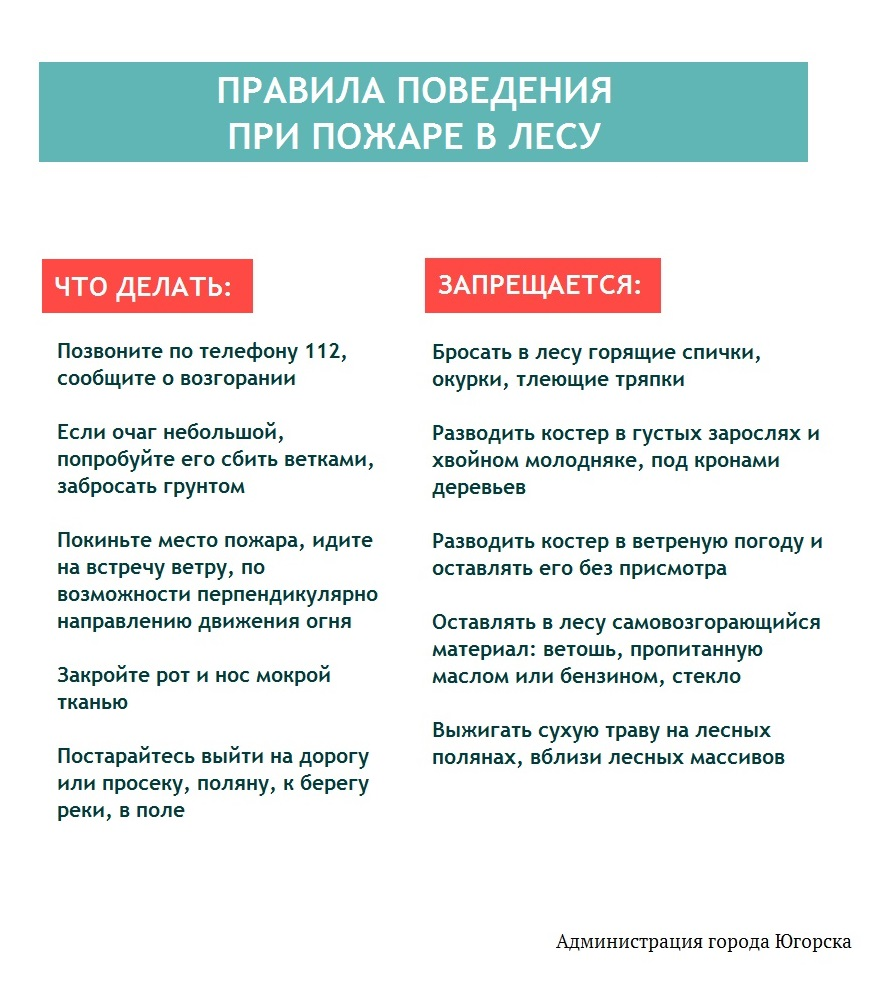 ПРАВИЛА ПОВЕДЕНИЯ
ПРИ ПОЖАРЕ В ЛЕСУ
ЧТО ДЕЛАТЬ:
Позвоните по телефону 112,
сообщите о возгорании
Если очаг небольшой,
попробуйте его сбить ветками,
забросать грунтом
Покиньте место пожара, идите
на встречу ветру, по
возможности перпендикулярно
направлению движения огня
Закройте рот и нос мокрой
тканью
Постарайтесь выйти на дорогу
или просеку, поляну, к берегу
реки, в поле
ЗАПРЕЩАЕТСЯ:
Бросать в лесу горящие спички,
окурки, тлеющие тряпки
Разводить костер в густых зарослях и
хвойном молодняке, под кронами
деревьев
Разводить костер в ветреную погоду и
оставлять его без присмотра
Оставлять в лесу самовозгорающийся
материал: ветошь, пропитанную
маслом или бензином, стекло
Выжигать сухую траву на лесных
полянах, вблизи лесных массивов
Администрация города Югорска